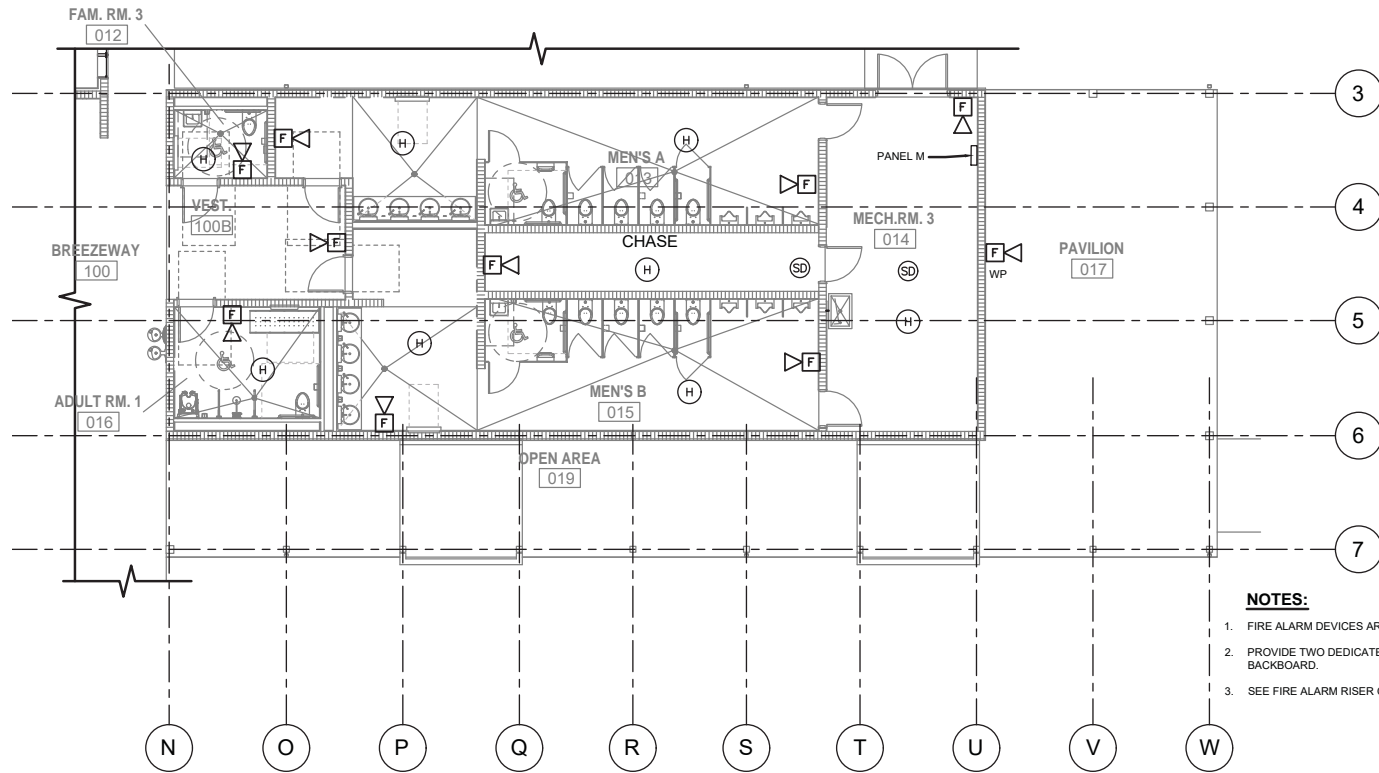 FAM. RM. 3
012
3
F
F
H
H
MEN'S A
013
F
H
F
PANEL M
VEST.
100B
4
MECH.RM. 3
014
BREEZEWAY
100
F
CHASE
F
H
SD
SD
F
WP
PAVILION
017
F
H
5
H
H
F
ADULT RM. 1
016
F
MEN'S B
015
H
6
OPEN AREA
019
7
NOTES:
1. FIRE ALARM DEVICES AR
2. PROVIDE TWO DEDICATE
BACKBOARD.
3. SEE FIRE ALARM RISER
N
O
P
Q
R
S
T
U
V
W